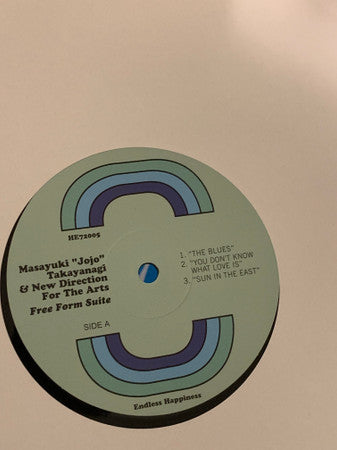 HE72005
Masayuki "Jojo"
Takayanagi
& New Direction
For The Arts
Free Form Suite
SIDE A
1. "THE BLUES"
2. "YOU DON'T KNOW
WHAT LOVE IS"
3. "SUN IN THE EAST"
Endless Happiness